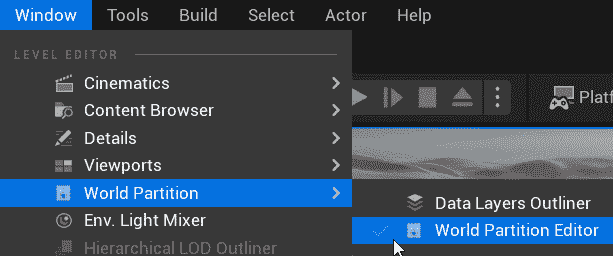 Window Tools Build Select Actor Help
LEVEL EDITOR
Cinematics
Content Browser
Platf
Details
Viewports
World Partition
Data Layers Outliner
Env. Light Mixer
World Partition Editor
Hierarchical LOD Outliner